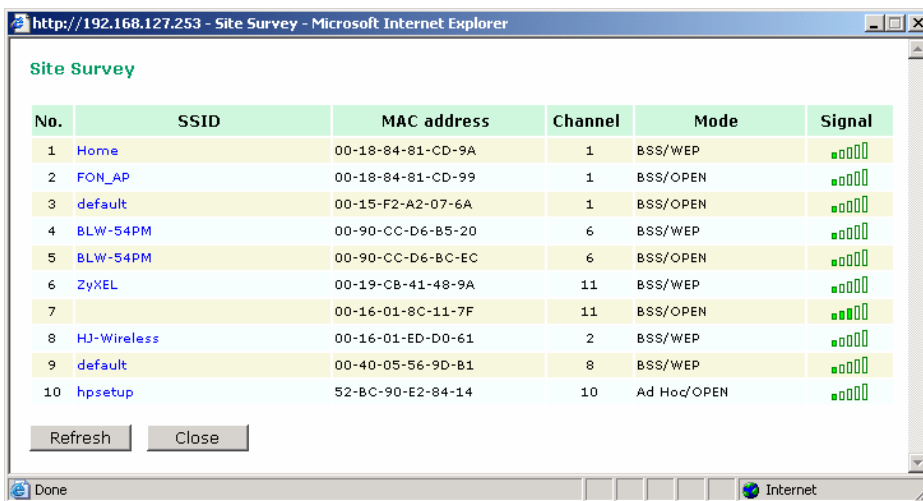 http://192.168.127.253 - Site Survey - Microsoft Internet Explorer
Site Survey
No. SSID MAC address Channel Mode Signal
1 Home 00-18-84-81-CD-9A 1 BSS/WEP
2 FON_AP 00-18-84-81-CD-99 1 BSS/OPEN
3 default 00-15-F2-A2-07-6A 1 BSS/OPEN
4 BLW-54PM 00-90-CC-D6-B5-20 6 BSS/WEP
5 BLW-54PM 00-90-CC-D6-BC-EC 6 BSS/OPEN
6 ZyXEL 00-19-CB-41-48-9A 11 BSS/WEP
7 00-16-01-8C-11-7F 11 BSS/OPEN
8 HJ-Wireless 00-16-01-ED-D0-61 2 BSS/WEP
9 default 00-40-05-56-9D-B1 8 BSS/WEP
10 hpsetup 52-BC-90-E2-84-14 10 Ad Hoc/OPEN
Refresh Close
Done Internet